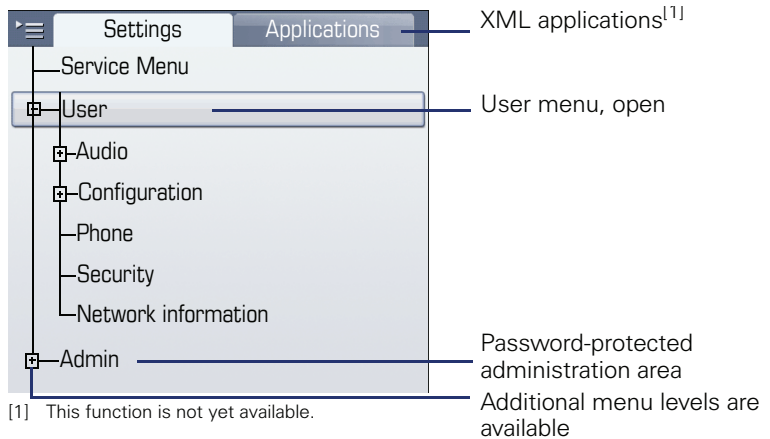 Settings
Applications
XML applications[1]
Service Menu
User
User menu, open
Audio
Configuration
Phone
Security
Network information
Admin
Password-protected
administration area
[1] This function is not yet available.
Additional menu levels are
available